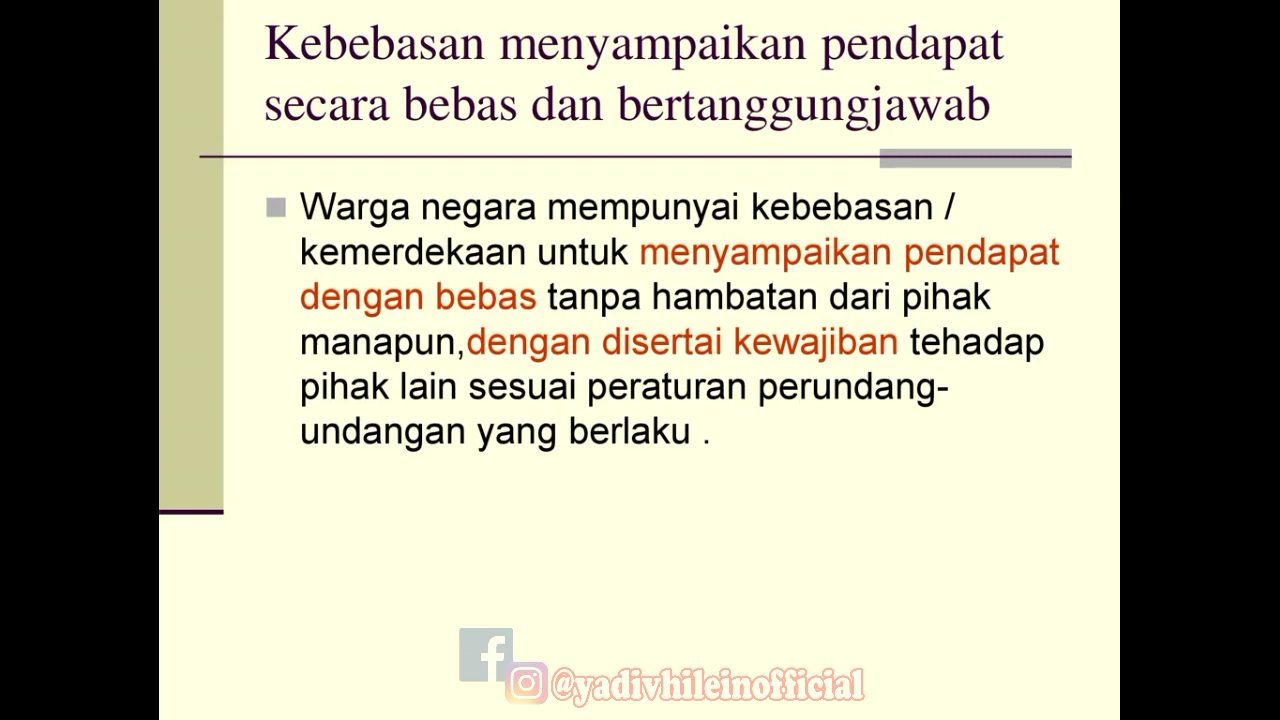 Kebebasan menyampaikan pendapat
secara bebas dan bertanggungjawab
Warga negara mempunyai kebebasan /
kemerdekaan untuk menyampaikan pendapat
dengan bebas tanpa hambatan dari pihak
manapun,dengan disertai kewajiban tehadap
pihak lain sesuai peraturan perundang-
undangan yang berlaku .
@yadivhileinofficial